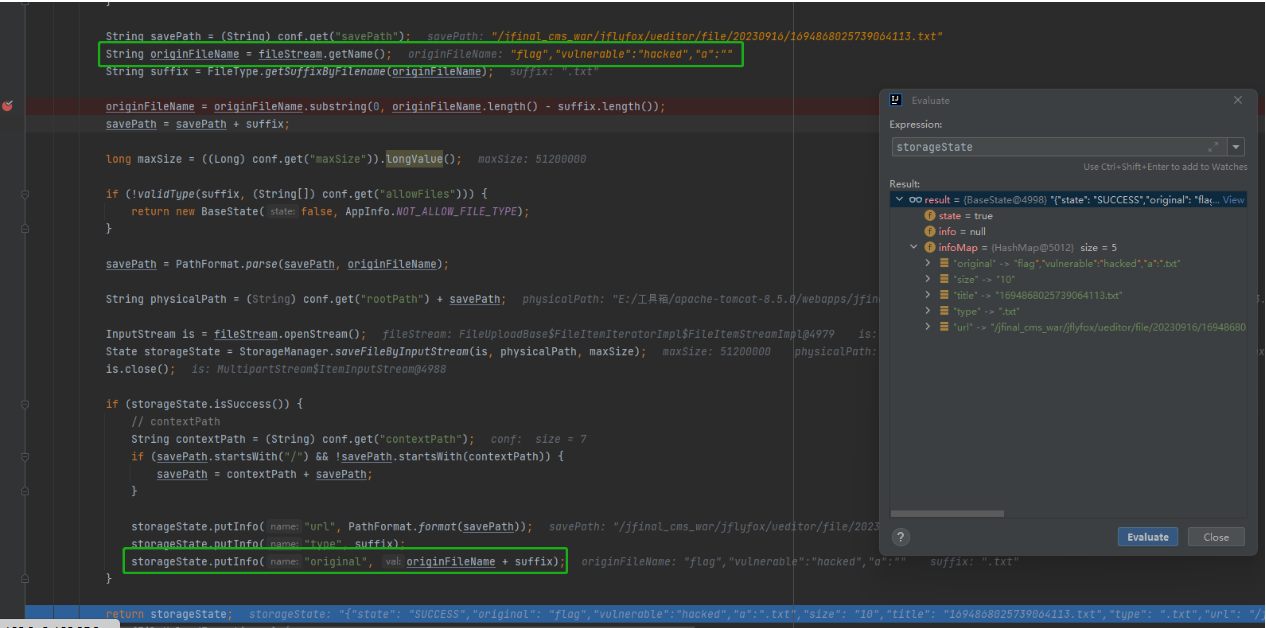 }
String savePath = (String) conf.get("savePath");   savePath: "/jfinal_cms_war/jflyfox/ueditor/file/20230916/1694868025739064113.txt"
String originFileName = fileStream.getName();   originFileName: "flag","vulnerable":"hacked","a":""
String suffix = FileType.getSuffixByFilename(originFileName);   suffix: ".txt"
originFileName = originFileName.substring(0, originFileName.length() - suffix.length());
savePath = savePath + suffix;
long maxSize = ((Long) conf.get("maxSize")).longValue();   maxSize: 51200000
if (!validType(suffix, (String[]) conf.get("allowFiles"))) {
return new BaseState( state: false, AppInfo.NOT_ALLOW_FILE_TYPE);
}
savePath = PathFormat.parse(savePath, originFileName);
String physicalPath = (String) conf.get("rootPath") + savePath;   physicalPath: "E:/工具箱/apache-tomcat-8.5.0/webapps/jfin
InputStream is = fileStream.openStream();   fileStream: FileUploadBase$FileItemIteratorImpl$FileItemStreamImpl@4979   is:
State storageState = StorageManager.saveFileByInputStream(is, physicalPath, maxSize);   maxSize: 51200000   physicalPath:
is.close();   is: MultipartStream$ItemInputStream@4988
if (storageState.isSuccess()) {
// contextPath
String contextPath = (String) conf.get("contextPath");   conf:  size = 7
if (savePath.startsWith("/") && !savePath.startsWith(contextPath)) {
savePath = contextPath + savePath;
}
storageState.putInfo( name: "url", PathFormat.format(savePath));   savePath: "/jfinal_cms_war/jflyfox/ueditor/file/2023
storageState.putInfo( name: "type", suffix);
storageState.putInfo( name: "original", val: originFileName + suffix);   originFileName: "flag","vulnerable":"hacked","a":""   suffix: ".txt"
}
return storageState;   storageState: "{"state": "SUCCESS","original": "flag","vulnerable":"hacked","a":".txt","size": "10","title": "1694868025739064113.txt","type": ".txt","url": "/
Evaluate
Expression:
storageState
Use Ctrl+Shift+Enter to add to Watches
Result:
result = {BaseState@4998} "{"state": "SUCCESS","original": "flag... View
state = true
info = null
infoMap = {HashMap@5012}  size = 5
"original" -> "flag","vulnerable":"hacked","a":".txt"
"size" -> "10"
"title" -> "1694868025739064113.txt"
"type" -> ".txt"
"url" -> "/jfinal_cms_war/jflyfox/ueditor/file/20230916/16948680
?
Evaluate
Close